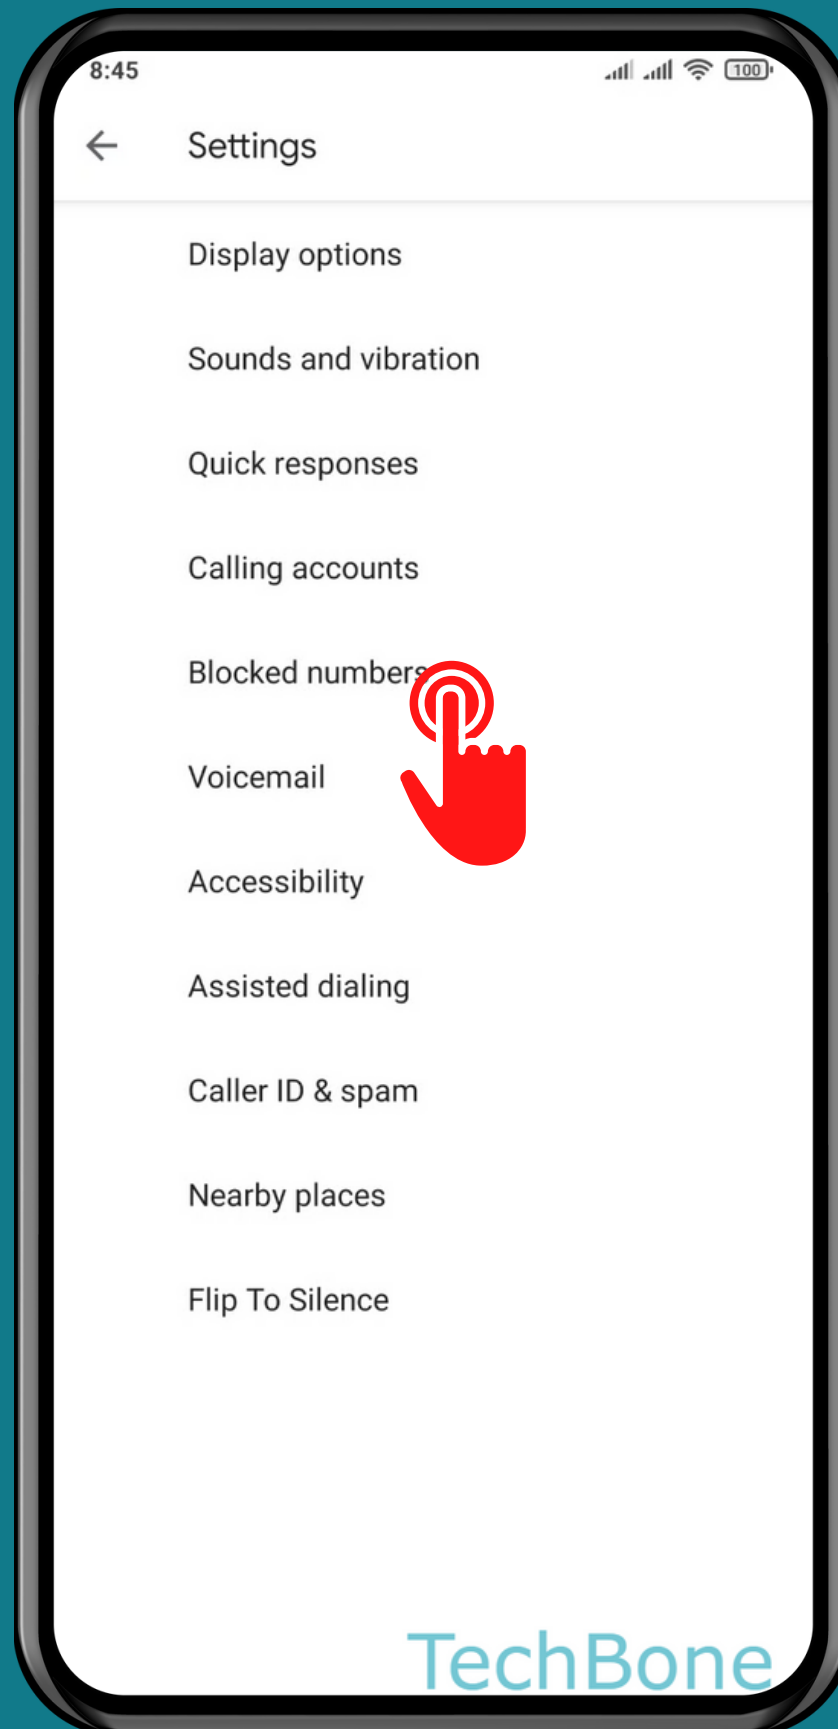 8:45
100
Settings
Display options
Sounds and vibration
Quick responses
Calling accounts
Blocked numbers
Voicemail
Accessibility
Assisted dialing
Caller ID & spam
Nearby places
Flip To Silence
TechBone